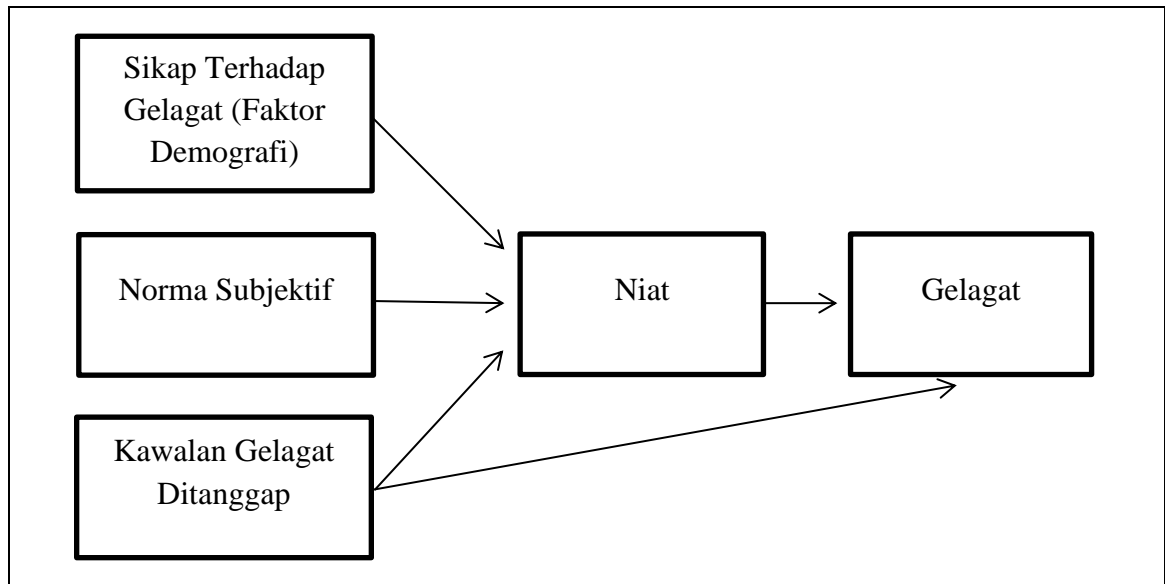 Sikap Terhadap
Gelagat (Faktor
Demografi)
Norma Subjektif
Niat
Gelagat
Kawalan Gelagat
Ditanggap